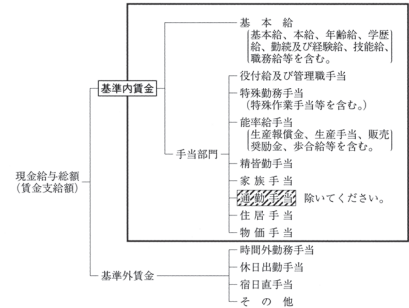 基本給
基本給、本給、年齢給、学歴
給、勤続及び経験給、技能給、
職務給等を含む。
役付給及び管理職手当
特殊勤務手当
(特殊作業手当等を含む。)
能率給手当
生産報償金、生産手当、販売
奨励金、歩合給等を含む。
精皆勤手当
家族手当
通勤手当 除いてください。
住居手当
物価手当
手当部門
基準内賃金
現金給与総額
(賃金支給額)
基準外賃金
時間外勤務手当
休日出勤手当
宿日直手当
その他